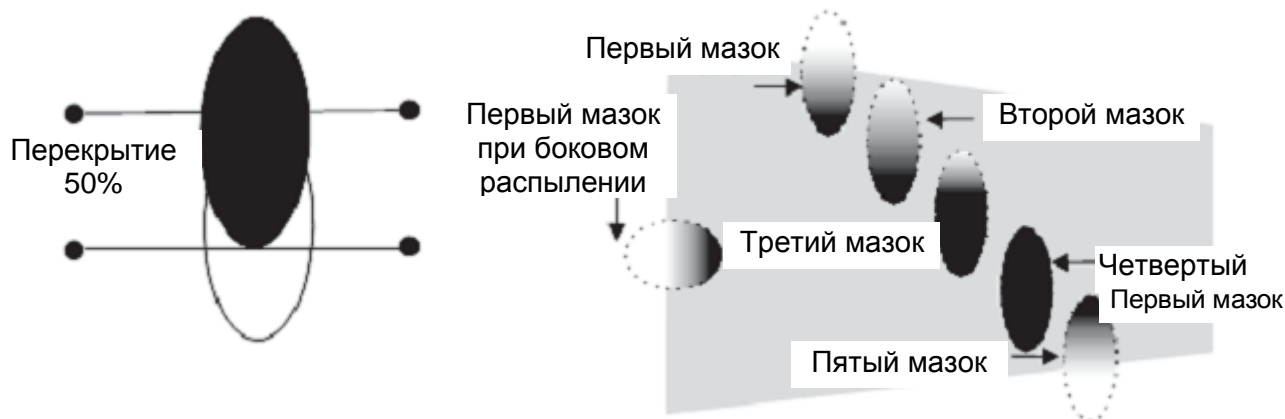 Перекрытие
50%
Первый мазок
Первый мазок
при боковом
распылении
Второй мазок
Третий мазок
Четвертый
Первый мазок
Пятый мазок